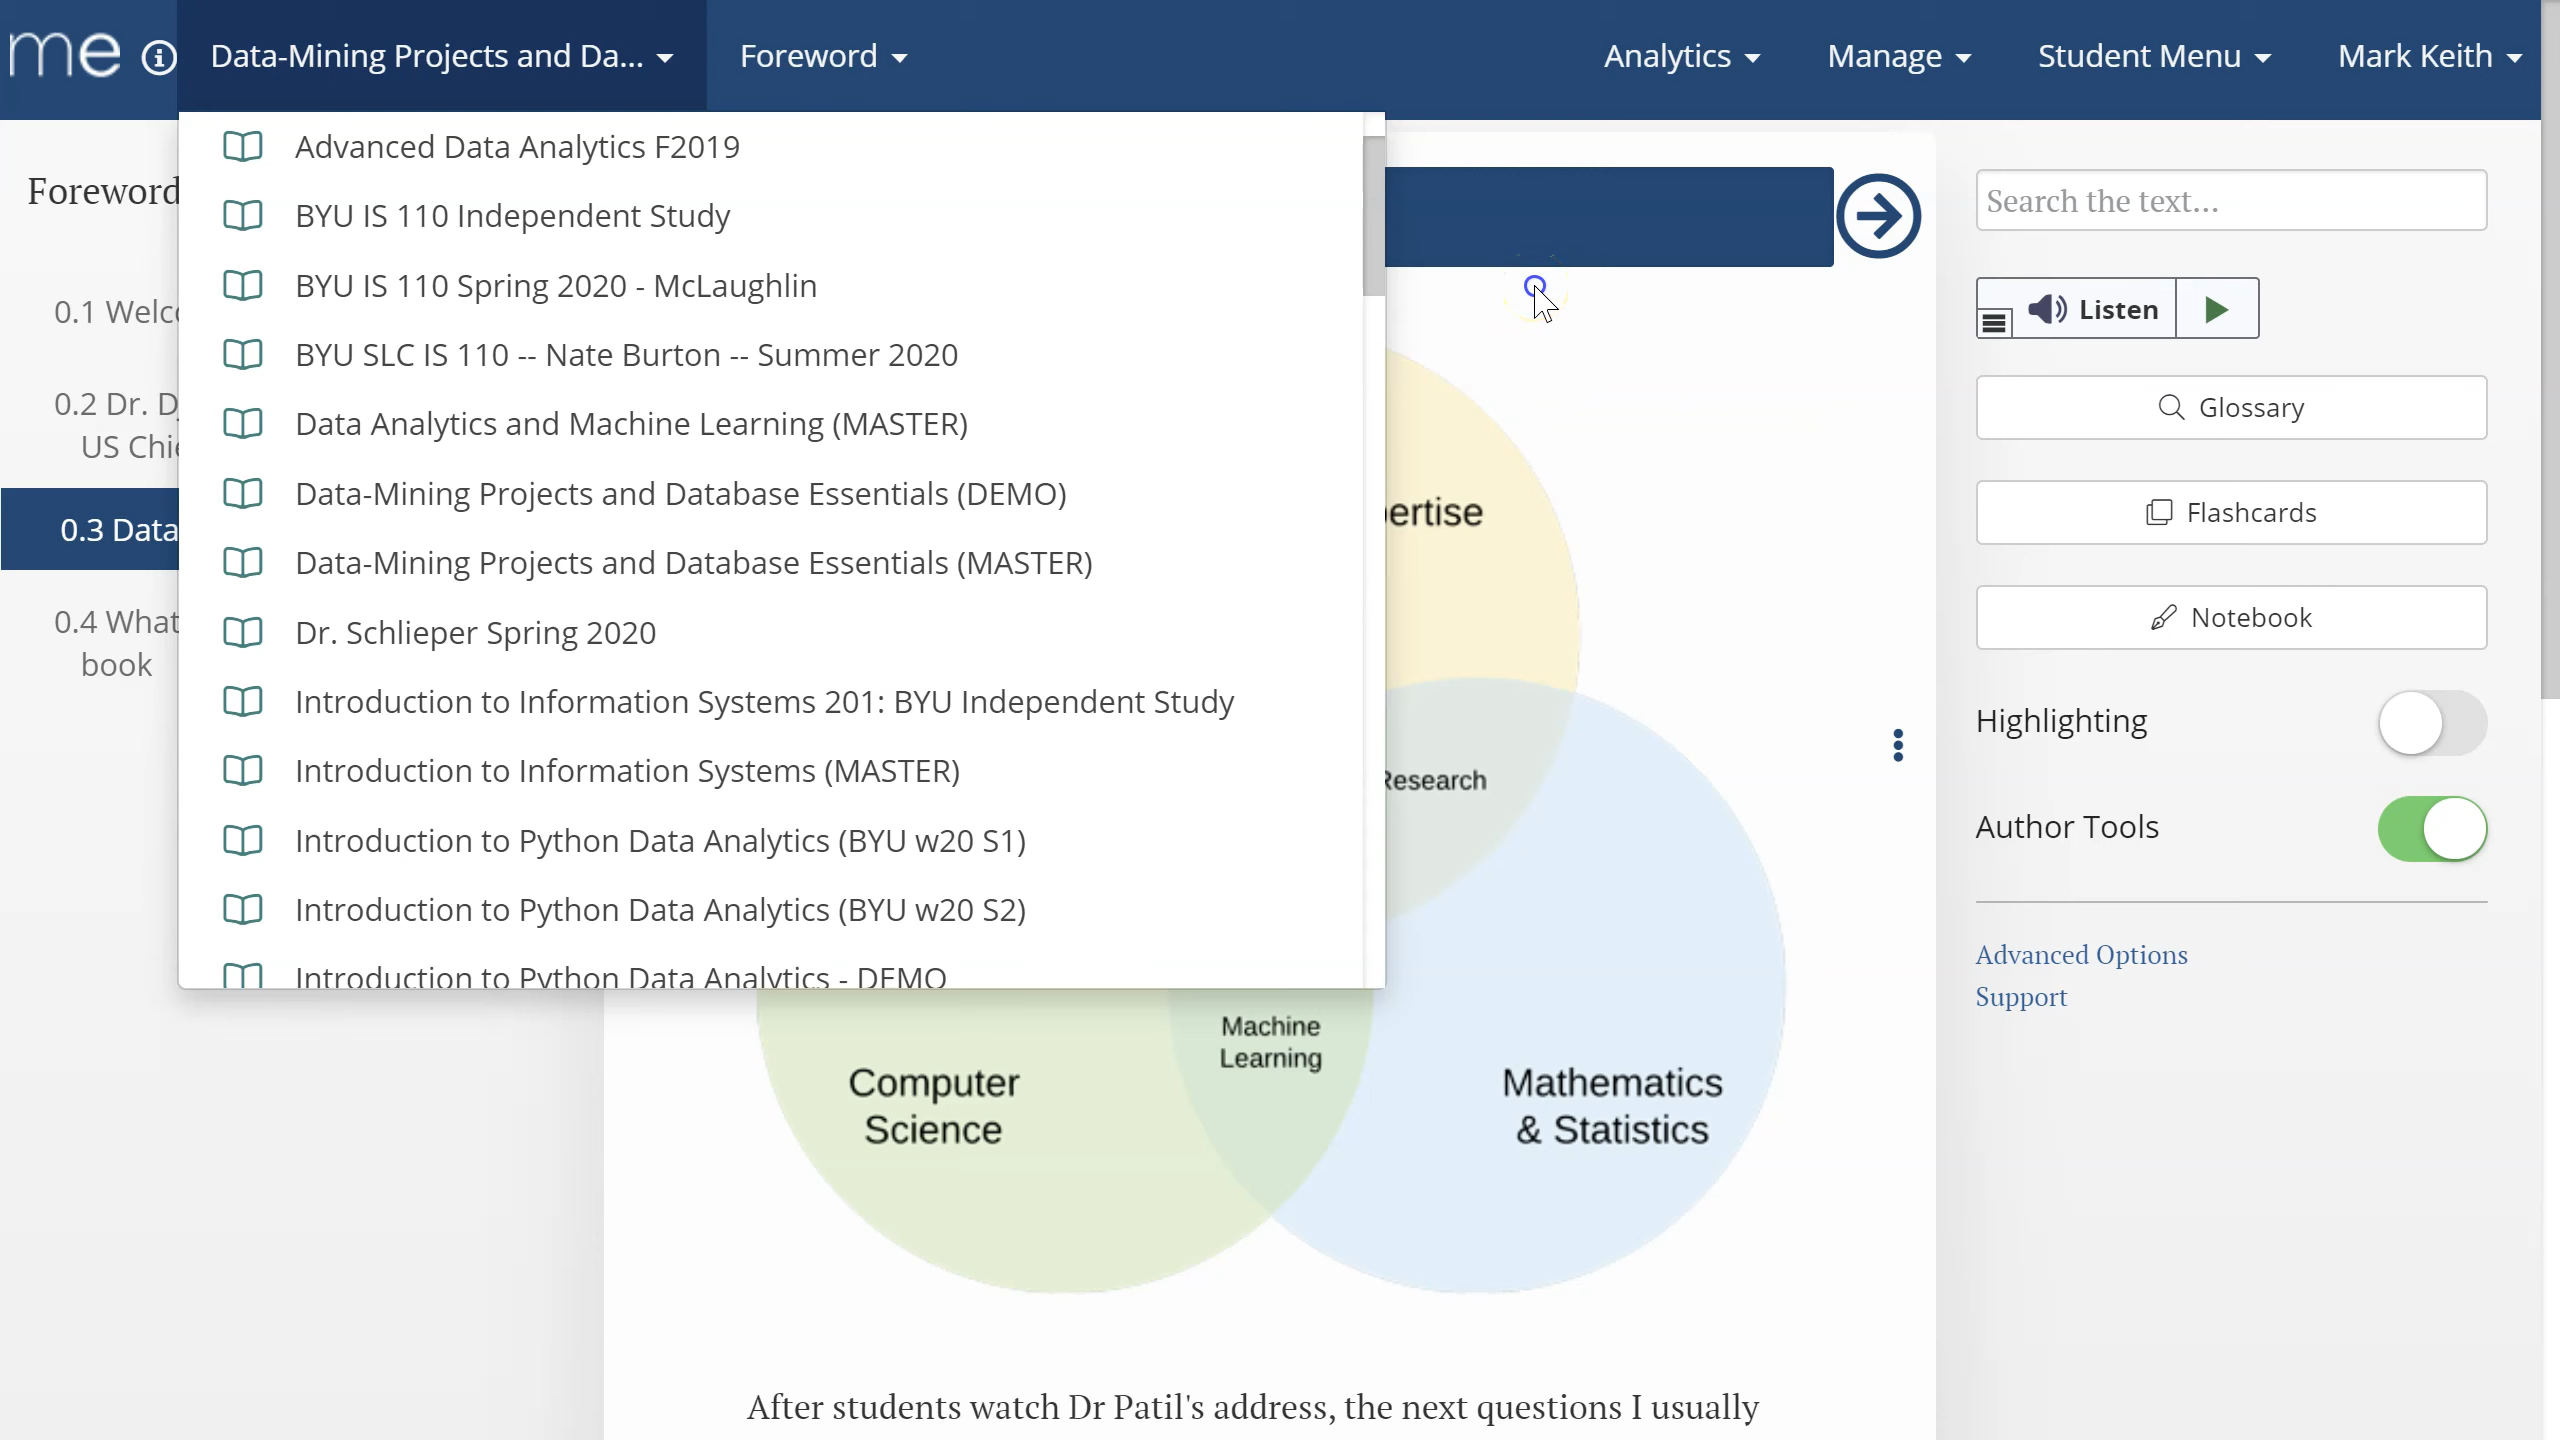 me
Data-Mining Projects and Da...
Foreword
Analytics
Manage
Student Menu
Mark Keith
Foreword
0.1 Welc
0.2 Dr. D
US Chi
0.3 Data
0.4 What
book
Advanced Data Analytics F2019
BYU IS 110 Independent Study
BYU IS 110 Spring 2020 - McLaughlin
BYU SLC IS 110 -- Nate Burton -- Summer 2020
Data Analytics and Machine Learning (MASTER)
Data-Mining Projects and Database Essentials (DEMO)
Data-Mining Projects and Database Essentials (MASTER)
Dr. Schlieper Spring 2020
Introduction to Information Systems 201: BYU Independent Study
Introduction to Information Systems (MASTER)
Introduction to Python Data Analytics (BYU w20 S1)
Introduction to Python Data Analytics (BYU w20 S2)
Introduction to Python Data Analytics - DEMO
ertise
Research
Machine
Learning
Computer
Science
Mathematics
& Statistics
After students watch Dr Patil's address, the next questions I usually
Search the text...
Listen
Glossary
Flashcards
Notebook
Highlighting
Author Tools
Advanced Options
Support